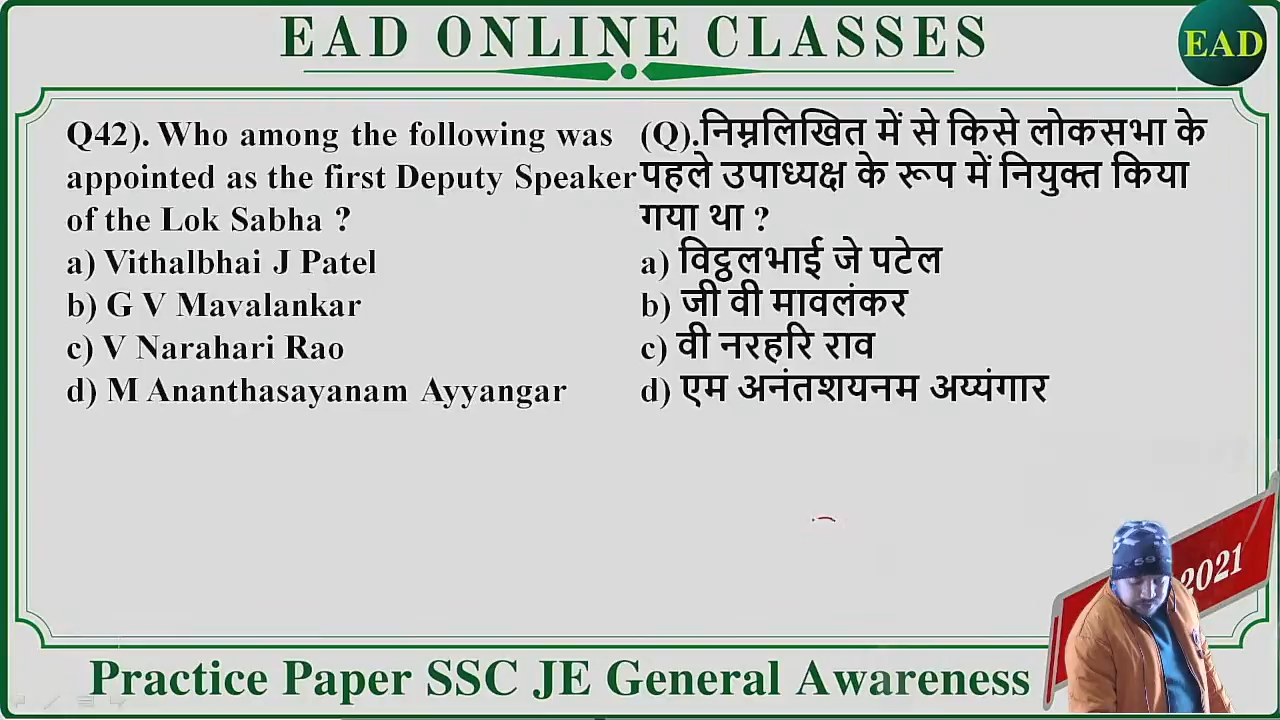 EAD ONLINE CLASSES
EAD
Q42). Who among the following was
appointed as the first Deputy Speaker
of the Lok Sabha ?
a) Vithalbhai J Patel
b) G V Mavalankar
c) V Narahari Rao
d) M Ananthasayanam Ayyangar
(Q).निम्नलिखित में से किसे लोकसभा के
पहले उपाध्यक्ष के रूप में नियुक्त किया
गया था ?
a) विट्ठलभाई जे पटेल
b) जी वी मावलंकर
c) वी नरहरि राव
d) एम अनंतशयनम अय्यंगार
2021
Practice Paper SSC JE General Awareness